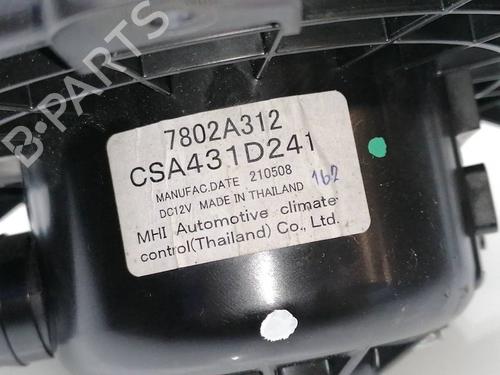 B-PARTS
7802A312
CSA431D241
MANUFAC.DATE 210508
DC12V MADE IN THAILAND
162
MHI Automotive climate
control(Thailand) Co., Ltd.